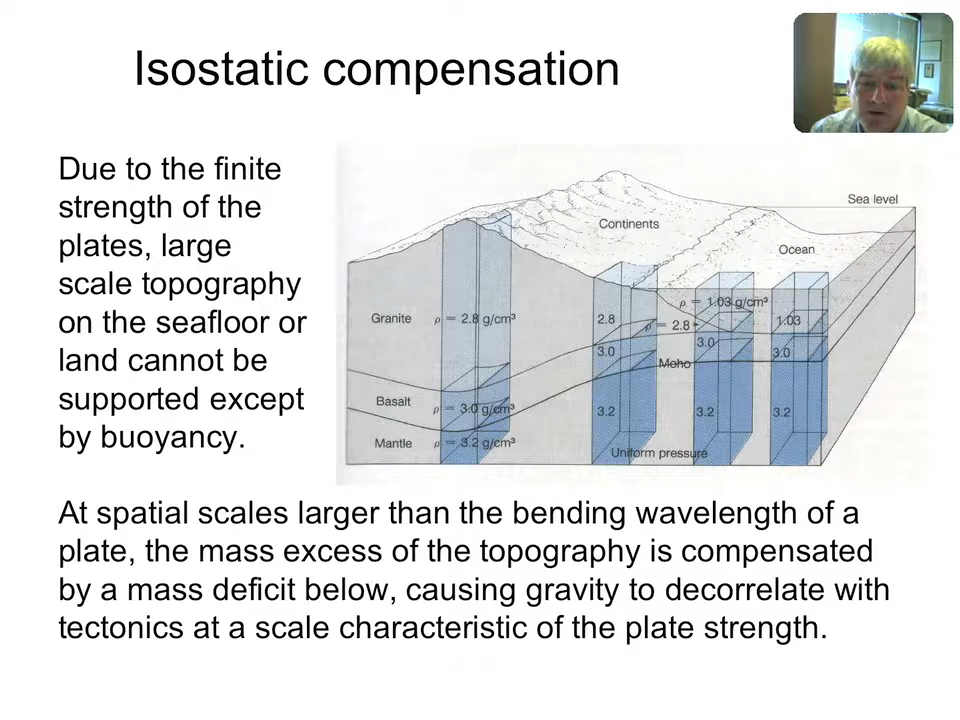 Isostatic compensation
Due to the finite
strength of the
plates, large
scale topography
on the seafloor or
land cannot be
supported except
by buoyancy.
Sea level
Continents
Ocean
Granite ρ = 2.8 g/cm³
2.8
ρ = 1.03 g/cm³
ρ = 2.8
1.03
3.0
3.0
3.0
Moho
Basalt ρ = 3.0 g/cm³
3.2
3.2
3.2
Mantle ρ = 3.2 g/cm³
Uniform pressure
At spatial scales larger than the bending wavelength of a
plate, the mass excess of the topography is compensated
by a mass deficit below, causing gravity to decorrelate with
tectonics at a scale characteristic of the plate strength.